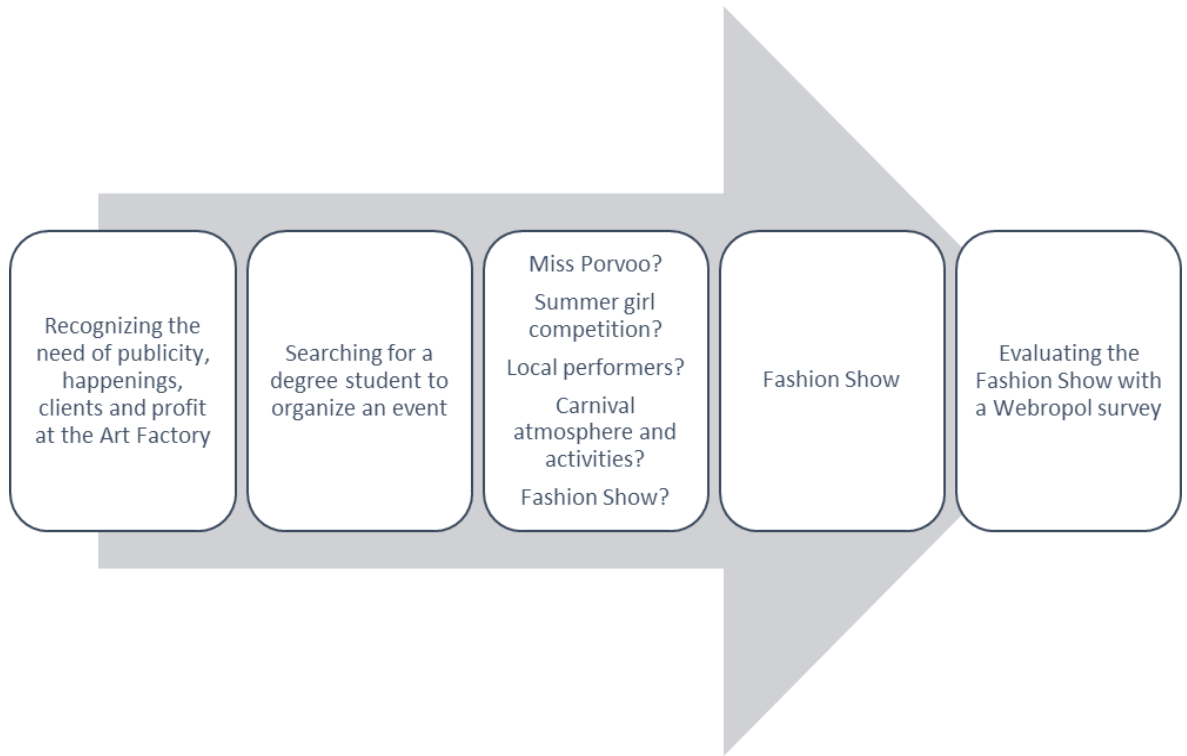 Recognizing the
need of publicity,
happenings,
clients and profit
at the Art Factory
Searching for a
degree student to
organize an event
Miss Porvoo?
Summer girl
competition?
Local performers?
Carnival
atmosphere and
activities?
Fashion Show?
Fashion Show
Evaluating the
Fashion Show with
a Webropol survey